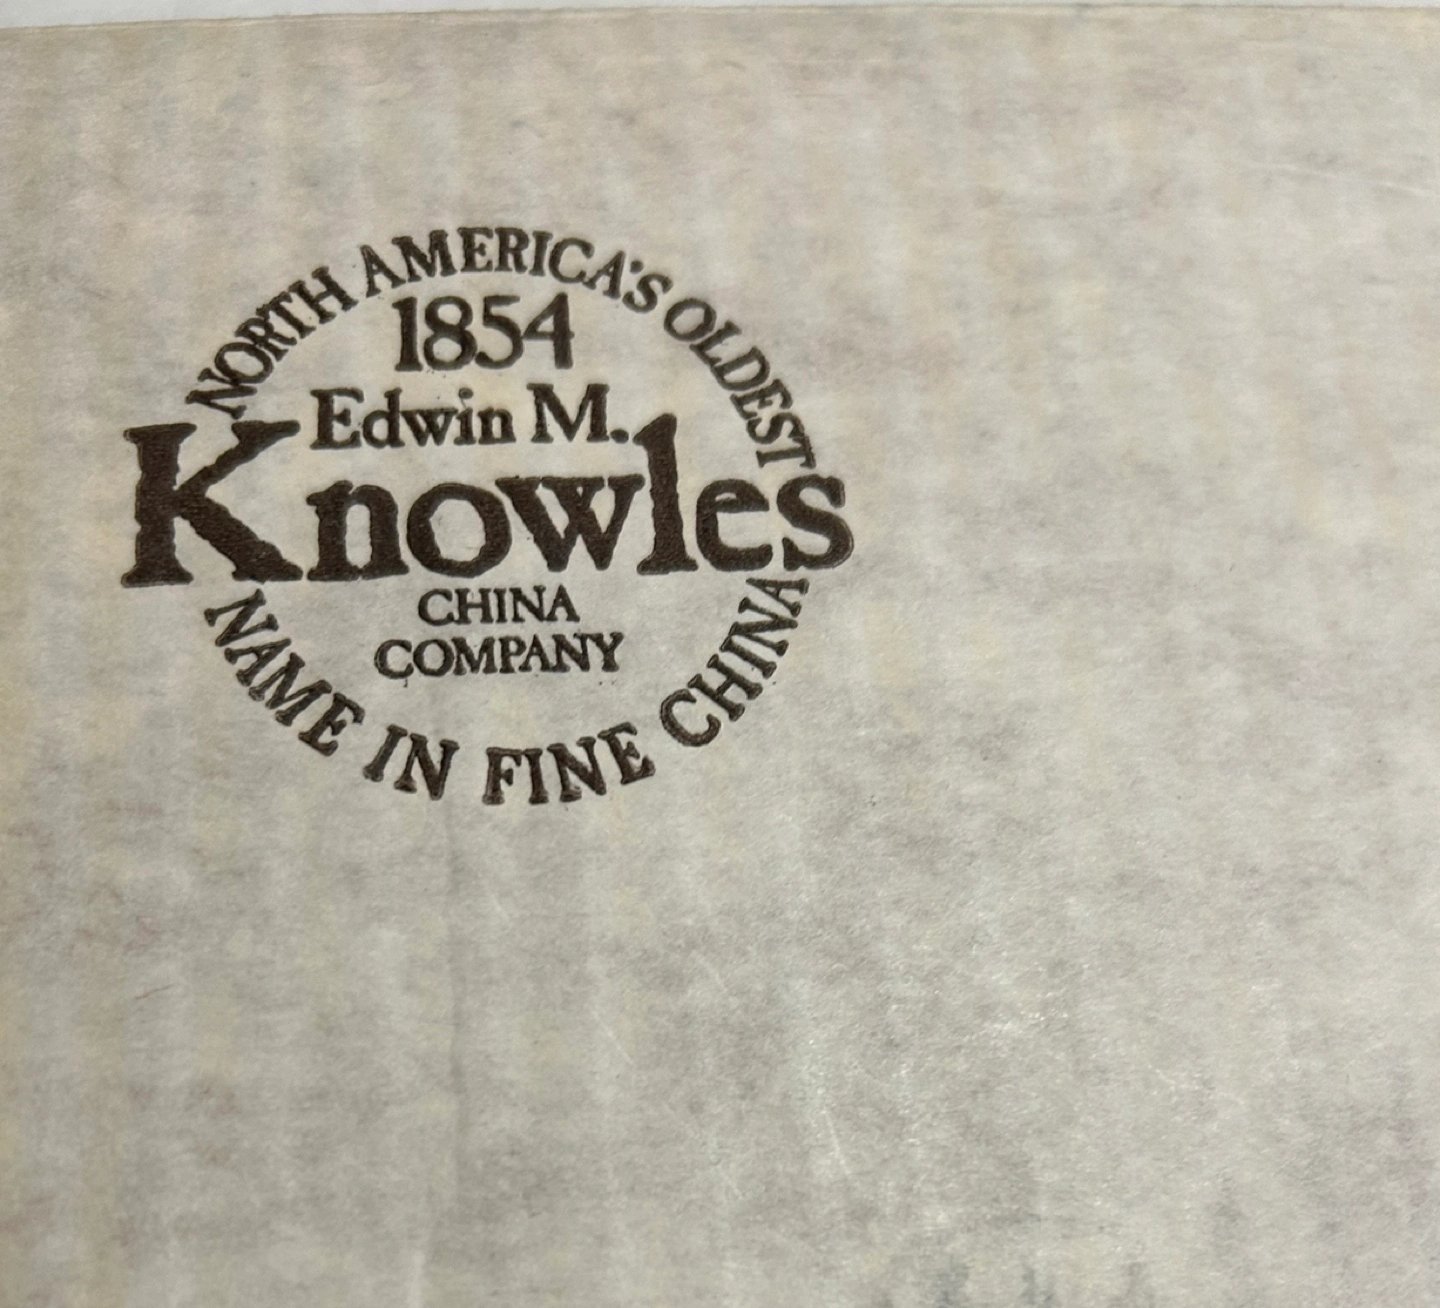 NORTH AMERICA'S OLDEST
1854
Edwin M.
Knowles
CHINA
COMPANY
NAME IN FINE CHINA